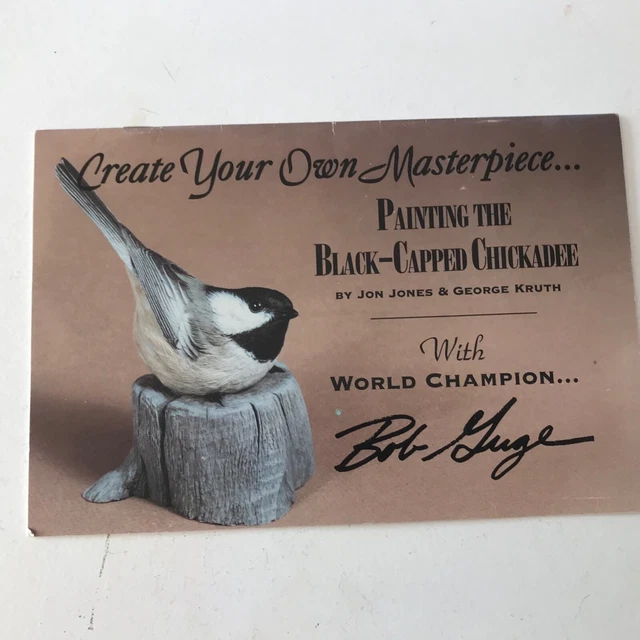 Create Your Own Masterpiece...
PAINTING THE
BLACK-CAPPED CHICKADEE
BY JON JONES & GEORGE KRUTH
With
WORLD CHAMPION...
Bob Guge